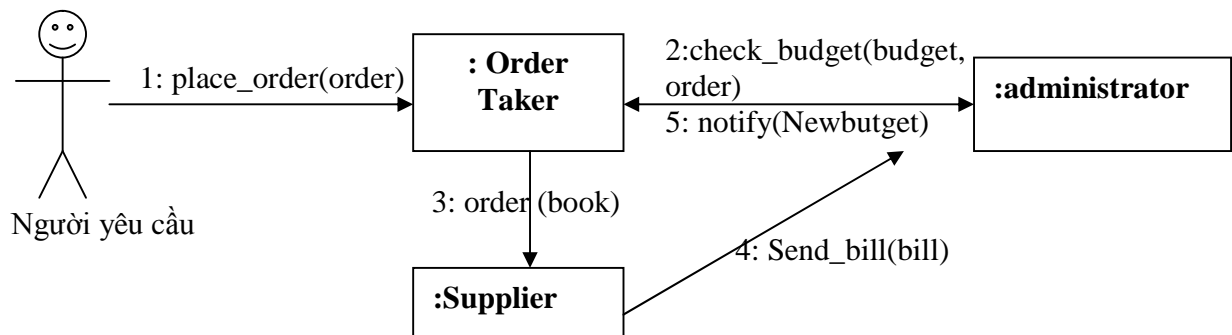 1: place_order(order)
: Order
Taker
2:check_budget(budget,
order)
5: notify(Newbutget)
:administrator
Người yêu cầu
3: order (book)
4: Send_bill(bill)
:Supplier